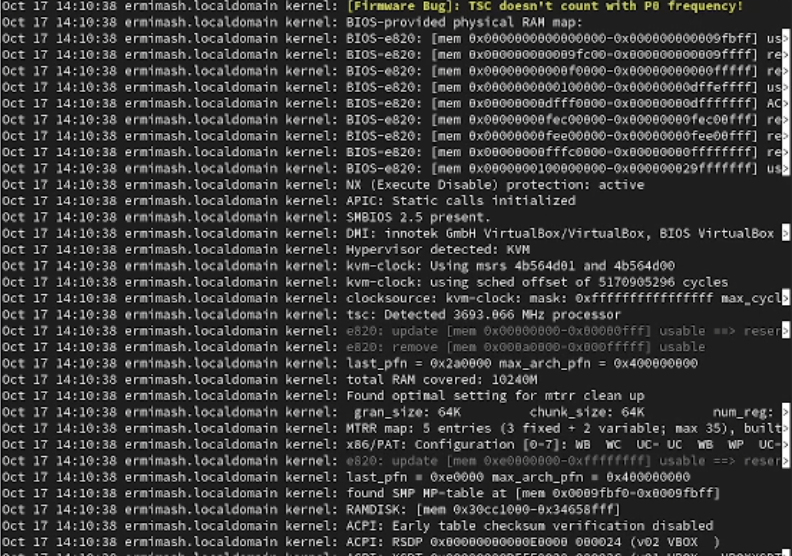 Oct 17 14:10:38 ermimash.localdomain kernel: [Firmware Bug]: TSC doesn't count with P0 frequency!
Oct 17 14:10:38 ermimash.localdomain kernel: BIOS-provided physical RAM map:
Oct 17 14:10:38 ermimash.localdomain kernel: BIOS-e820: [mem 0x0000000000000000-0x000000000009fbff] us>
Oct 17 14:10:38 ermimash.localdomain kernel: BIOS-e820: [mem 0x000000000009fc00-0x000000000009ffff] re>
Oct 17 14:10:38 ermimash.localdomain kernel: BIOS-e820: [mem 0x00000000000f0000-0x00000000000fffff] re>
Oct 17 14:10:38 ermimash.localdomain kernel: BIOS-e820: [mem 0x0000000000100000-0x00000000dffeffff] us>
Oct 17 14:10:38 ermimash.localdomain kernel: BIOS-e820: [mem 0x00000000dfff0000-0x00000000dfffffff] AC>
Oct 17 14:10:38 ermimash.localdomain kernel: BIOS-e820: [mem 0x00000000fec00000-0x00000000fec00fff] re>
Oct 17 14:10:38 ermimash.localdomain kernel: BIOS-e820: [mem 0x00000000fee00000-0x00000000fee00fff] re>
Oct 17 14:10:38 ermimash.localdomain kernel: BIOS-e820: [mem 0x00000000fffc0000-0x00000000ffffffff] re>
Oct 17 14:10:38 ermimash.localdomain kernel: BIOS-e820: [mem 0x0000000100000000-0x000000029fffffff] us>
Oct 17 14:10:38 ermimash.localdomain kernel: NX (Execute Disable) protection: active
Oct 17 14:10:38 ermimash.localdomain kernel: APIC: Static calls initialized
Oct 17 14:10:38 ermimash.localdomain kernel: SMBIOS 2.5 present.
Oct 17 14:10:38 ermimash.localdomain kernel: DMI: innotek GmbH VirtualBox/VirtualBox, BIOS VirtualBox >
Oct 17 14:10:38 ermimash.localdomain kernel: Hypervisor detected: KVM
Oct 17 14:10:38 ermimash.localdomain kernel: kvm-clock: Using msrs 4b564d01 and 4b564d00
Oct 17 14:10:38 ermimash.localdomain kernel: kvm-clock: using sched offset of 5170905296 cycles
Oct 17 14:10:38 ermimash.localdomain kernel: clocksource: kvm-clock: mask: 0xffffffffffffffff max_cycl>
Oct 17 14:10:38 ermimash.localdomain kernel: tsc: Detected 3693.066 MHz processor
Oct 17 14:10:38 ermimash.localdomain kernel: e820: update [mem 0x00000000-0x00000fff] usable ==> reser>
Oct 17 14:10:38 ermimash.localdomain kernel: e820: remove [mem 0x000a0000-0x000fffff] usable
Oct 17 14:10:38 ermimash.localdomain kernel: last_pfn = 0x2a0000 max_arch_pfn = 0x400000000
Oct 17 14:10:38 ermimash.localdomain kernel: total RAM covered: 10240M
Oct 17 14:10:38 ermimash.localdomain kernel: Found optimal setting for mtrr clean up
Oct 17 14:10:38 ermimash.localdomain kernel:  gran_size: 64K         chunk_size: 64K         num_reg: >
Oct 17 14:10:38 ermimash.localdomain kernel: MTRR map: 5 entries (3 fixed + 2 variable; max 35), built>
Oct 17 14:10:38 ermimash.localdomain kernel: x86/PAT: Configuration [0-7]: WB  WC  UC- UC  WB  WP  UC->
Oct 17 14:10:38 ermimash.localdomain kernel: e820: update [mem 0xe0000000-0xffffffff] usable ==> reser>
Oct 17 14:10:38 ermimash.localdomain kernel: last_pfn = 0xe0000 max_arch_pfn = 0x400000000
Oct 17 14:10:38 ermimash.localdomain kernel: found SMP MP-table at [mem 0x0009fbf0-0x0009fbff]
Oct 17 14:10:38 ermimash.localdomain kernel: RAMDISK: [mem 0x30cc1000-0x34658fff]
Oct 17 14:10:38 ermimash.localdomain kernel: ACPI: Early table checksum verification disabled
Oct 17 14:10:38 ermimash.localdomain kernel: ACPI: RSDP 0x00000000000E0000 000024 (v02 VBOX  )